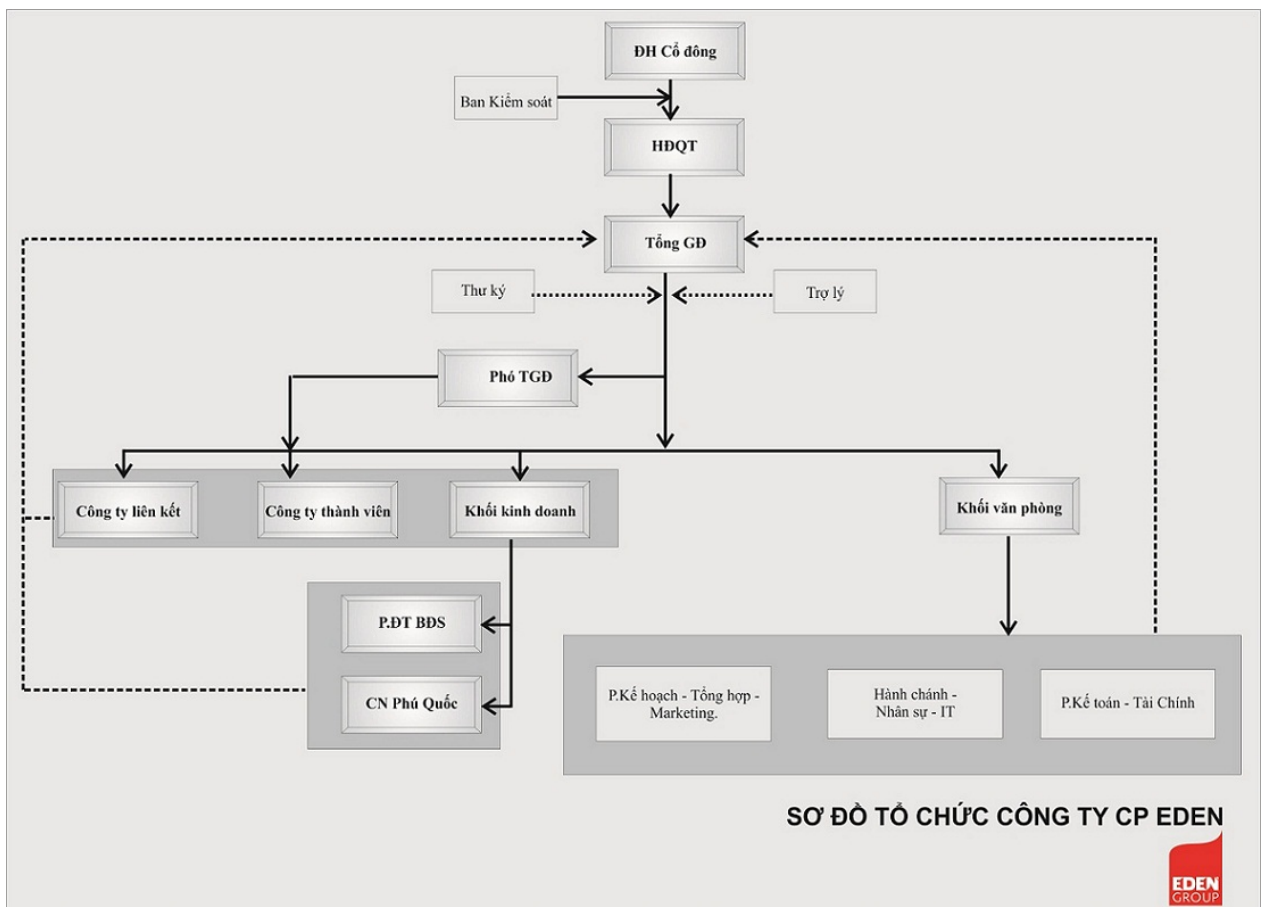 ĐH Cổ đông
Ban Kiểm soát
HĐQT
Tổng GĐ
Thư ký
Trợ lý
Phó TGĐ
Công ty liên kết
Công ty thành viên
Khối kinh doanh
Khối văn phòng
P.ĐT BĐS
CN Phú Quốc
P.Kế hoạch - Tổng hợp -
Marketing.
Hành chánh -
Nhân sự - IT
P.Kế toán - Tài Chính
SƠ ĐỒ TỔ CHỨC CÔNG TY CP EDEN
EDEN
GROUP